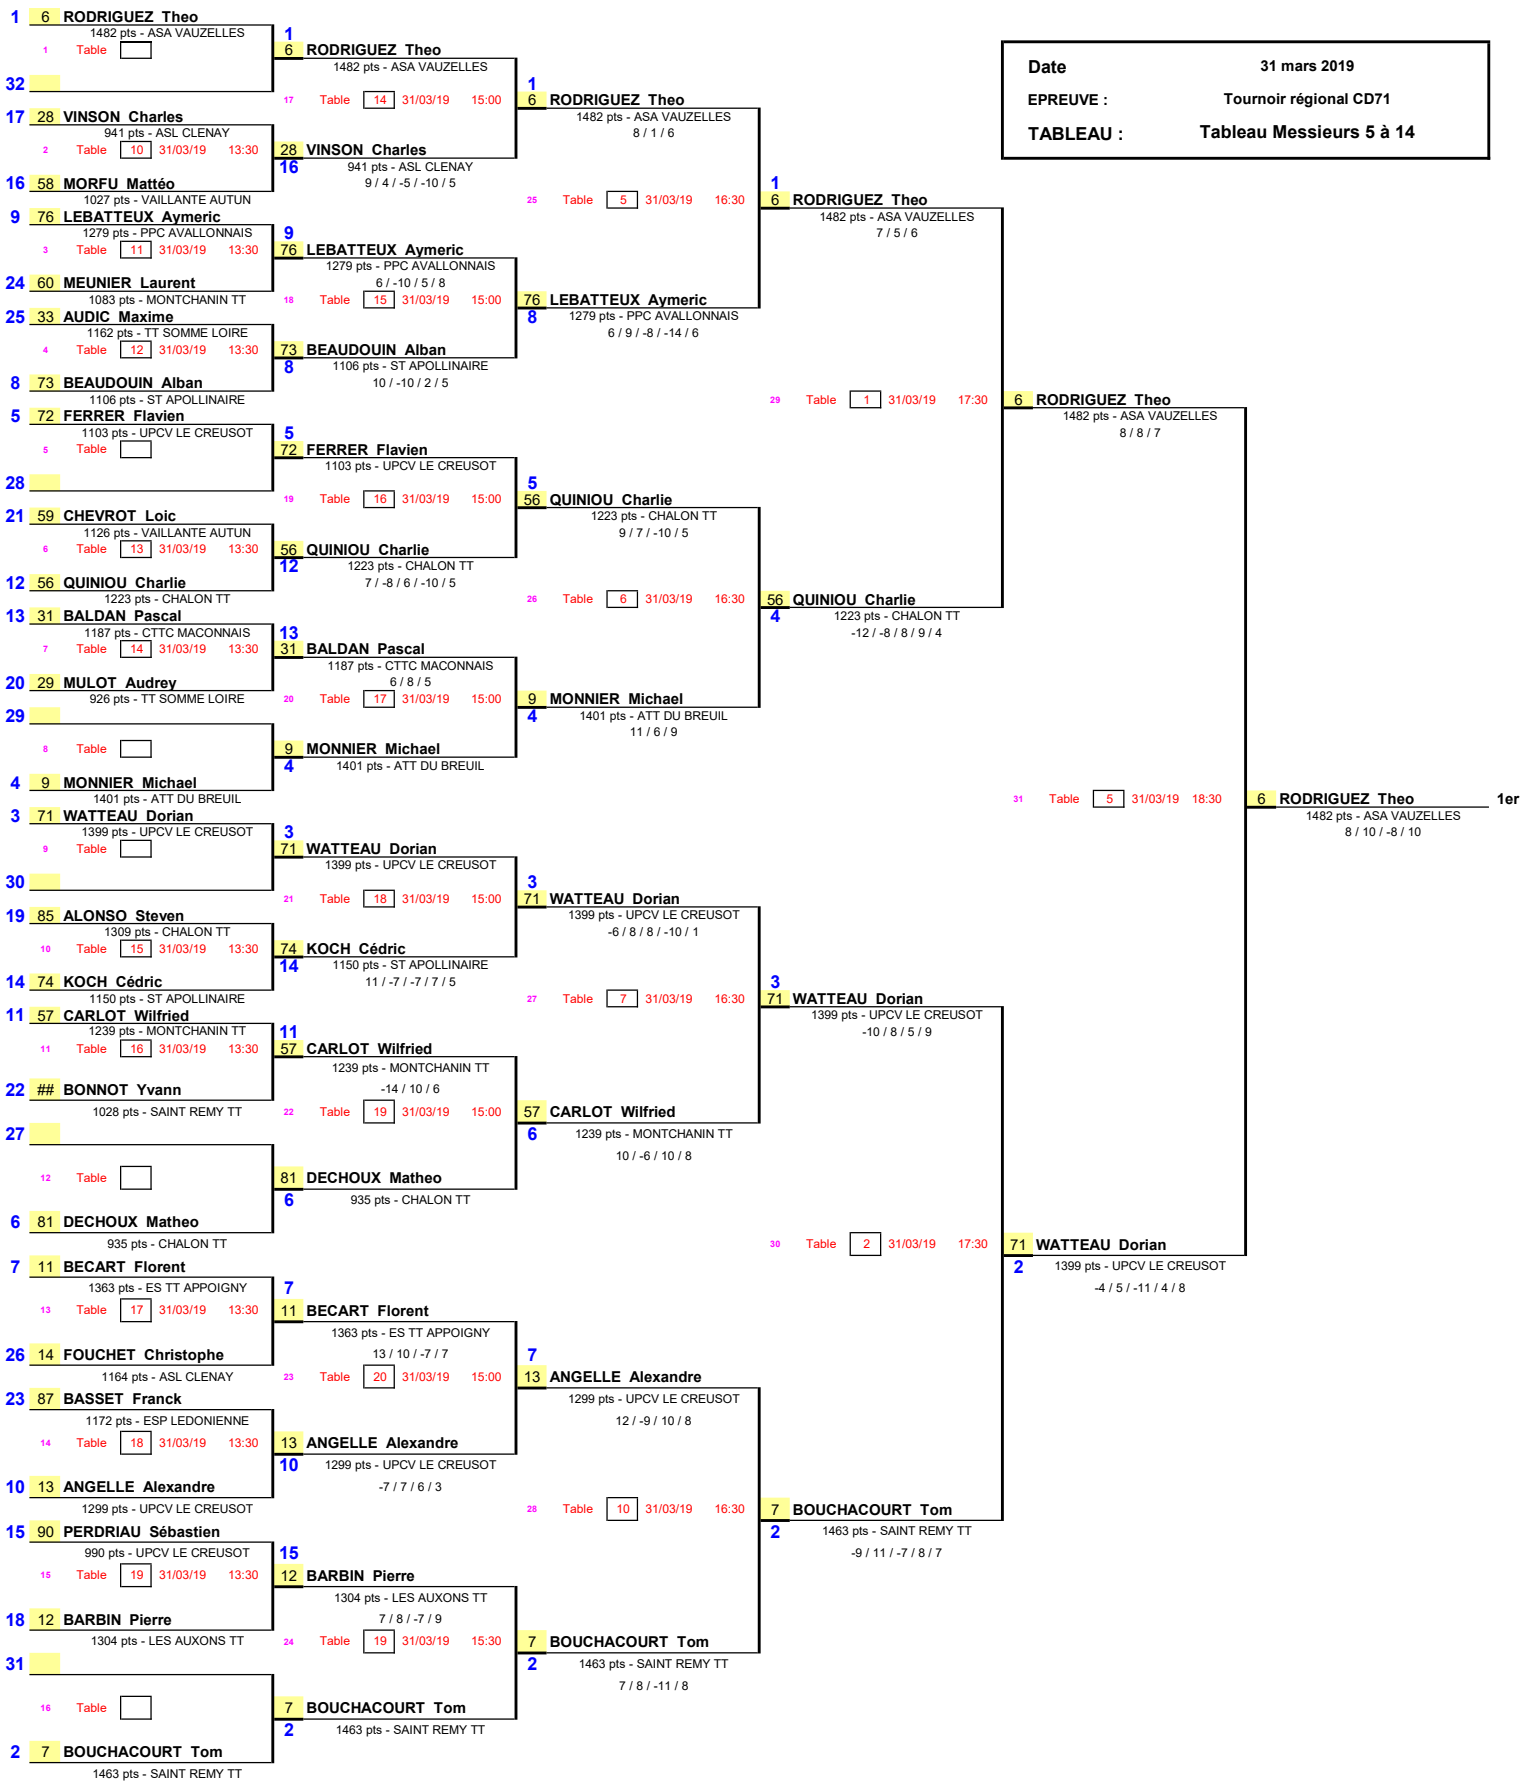 Date 31 mars 2019
EPREUVE : Tournoir régional CD71
TABLEAU : Tableau Messieurs 5 à 14
1 6 RODRIGUEZ Theo
1482 pts - ASA VAUZELLES
1 Table
32
17 28 VINSON Charles
941 pts - ASL CLENAY
2 Table 10 31/03/19 13:30
16 58 MORFU Mattéo
1027 pts - VAILLANTE AUTUN
9 76 LEBATTEUX Aymeric
1279 pts - PPC AVALLONNAIS
3 Table 11 31/03/19 13:30
24 60 MEUNIER Laurent
1083 pts - MONTCHANIN TT
25 33 AUDIC Maxime
1162 pts - TT SOMME LOIRE
4 Table 12 31/03/19 13:30
8 73 BEAUDOUIN Alban
1106 pts - ST APOLLINAIRE
5 72 FERRER Flavien
1103 pts - UPCV LE CREUSOT
5 Table
28
21 59 CHEVROT Loic
1126 pts - VAILLANTE AUTUN
6 Table 13 31/03/19 13:30
12 56 QUINIOU Charlie
1223 pts - CHALON TT
13 31 BALDAN Pascal
1187 pts - CTTC MACONNAIS
7 Table 14 31/03/19 13:30
20 29 MULOT Audrey
926 pts - TT SOMME LOIRE
29
8 Table
4 9 MONNIER Michael
1401 pts - ATT DU BREUIL
3 71 WATTEAU Dorian
1399 pts - UPCV LE CREUSOT
9 Table
30
19 85 ALONSO Steven
1309 pts - CHALON TT
10 Table 15 31/03/19 13:30
14 74 KOCH Cédric
1150 pts - ST APOLLINAIRE
11 57 CARLOT Wilfried
1239 pts - MONTCHANIN TT
11 Table 16 31/03/19 13:30
22 ## BONNOT Yvann
1028 pts - SAINT REMY TT
27
12 Table
6 81 DECHOUX Matheo
935 pts - CHALON TT
7 11 BECART Florent
1363 pts - ES TT APPOIGNY
13 Table 17 31/03/19 13:30
26 14 FOUCHET Christophe
1164 pts - ASL CLENAY
23 87 BASSET Franck
1172 pts - ESP LEDONIENNE
14 Table 18 31/03/19 13:30
10 13 ANGELLE Alexandre
1299 pts - UPCV LE CREUSOT
15 90 PERDRIAU Sébastien
990 pts - UPCV LE CREUSOT
15 Table 19 31/03/19 13:30
18 12 BARBIN Pierre
1304 pts - LES AUXONS TT
31
16 Table
2 7 BOUCHACOURT Tom
1463 pts - SAINT REMY TT
1
6 RODRIGUEZ Theo
1482 pts - ASA VAUZELLES
17 Table 14 31/03/19 15:00
28 VINSON Charles
16
941 pts - ASL CLENAY
9 / 4 / -5 / -10 / 5
9
76 LEBATTEUX Aymeric
1279 pts - PPC AVALLONNAIS
6 / -10 / 5 / 8
18 Table 15 31/03/19 15:00
73 BEAUDOUIN Alban
8
1106 pts - ST APOLLINAIRE
10 / -10 / 2 / 5
5
72 FERRER Flavien
1103 pts - UPCV LE CREUSOT
19 Table 16 31/03/19 15:00
56 QUINIOU Charlie
12
1223 pts - CHALON TT
7 / -8 / 6 / -10 / 5
13
31 BALDAN Pascal
1187 pts - CTTC MACONNAIS
6 / 8 / 5
20 Table 17 31/03/19 15:00
9 MONNIER Michael
4
1401 pts - ATT DU BREUIL
3
71 WATTEAU Dorian
1399 pts - UPCV LE CREUSOT
21 Table 18 31/03/19 15:00
74 KOCH Cédric
14
1150 pts - ST APOLLINAIRE
11 / -7 / -7 / 7 / 5
11
57 CARLOT Wilfried
1239 pts - MONTCHANIN TT
-14 / 10 / 6
22 Table 19 31/03/19 15:00
81 DECHOUX Matheo
6
935 pts - CHALON TT
7
11 BECART Florent
1363 pts - ES TT APPOIGNY
13 / 10 / -7 / 7
23 Table 20 31/03/19 15:00
13 ANGELLE Alexandre
10
1299 pts - UPCV LE CREUSOT
-7 / 7 / 6 / 3
15
12 BARBIN Pierre
1304 pts - LES AUXONS TT
7 / 8 / -7 / 9
24 Table 19 31/03/19 15:30
7 BOUCHACOURT Tom
2
1463 pts - SAINT REMY TT
1
6 RODRIGUEZ Theo
1482 pts - ASA VAUZELLES
8 / 1 / 6
25 Table 5 31/03/19 16:30
76 LEBATTEUX Aymeric
8
1279 pts - PPC AVALLONNAIS
6 / 9 / -8 / -14 / 6
5
56 QUINIOU Charlie
1223 pts - CHALON TT
9 / 7 / -10 / 5
26 Table 6 31/03/19 16:30
9 MONNIER Michael
4
1401 pts - ATT DU BREUIL
11 / 6 / 9
3
71 WATTEAU Dorian
1399 pts - UPCV LE CREUSOT
-6 / 8 / 8 / -10 / 1
27 Table 7 31/03/19 16:30
57 CARLOT Wilfried
6
1239 pts - MONTCHANIN TT
10 / -6 / 10 / 8
7
13 ANGELLE Alexandre
1299 pts - UPCV LE CREUSOT
12 / -9 / 10 / 8
28 Table 10 31/03/19 16:30
7 BOUCHACOURT Tom
2
1463 pts - SAINT REMY TT
7 / 8 / -11 / 8
1
6 RODRIGUEZ Theo
1482 pts - ASA VAUZELLES
7 / 5 / 6
29 Table 1 31/03/19 17:30
56 QUINIOU Charlie
4
1223 pts - CHALON TT
-12 / -8 / 8 / 9 / 4
3
71 WATTEAU Dorian
1399 pts - UPCV LE CREUSOT
-10 / 8 / 5 / 9
30 Table 2 31/03/19 17:30
7 BOUCHACOURT Tom
2
1463 pts - SAINT REMY TT
-9 / 11 / -7 / 8 / 7
6 RODRIGUEZ Theo
1482 pts - ASA VAUZELLES
8 / 8 / 7
31 Table 5 31/03/19 18:30
71 WATTEAU Dorian
2
1399 pts - UPCV LE CREUSOT
-4 / 5 / -11 / 4 / 8
6 RODRIGUEZ Theo 1er
1482 pts - ASA VAUZELLES
8 / 10 / -8 / 10